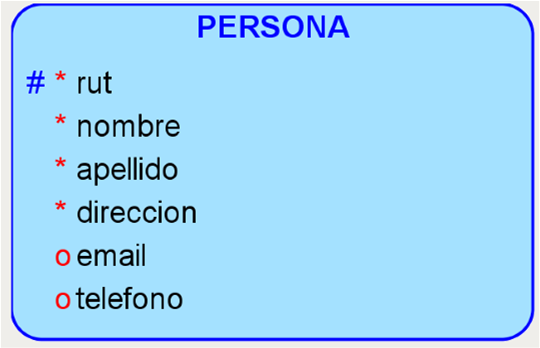 PERSONA
# * rut
* nombre
* apellido
* direccion
o email
o telefono